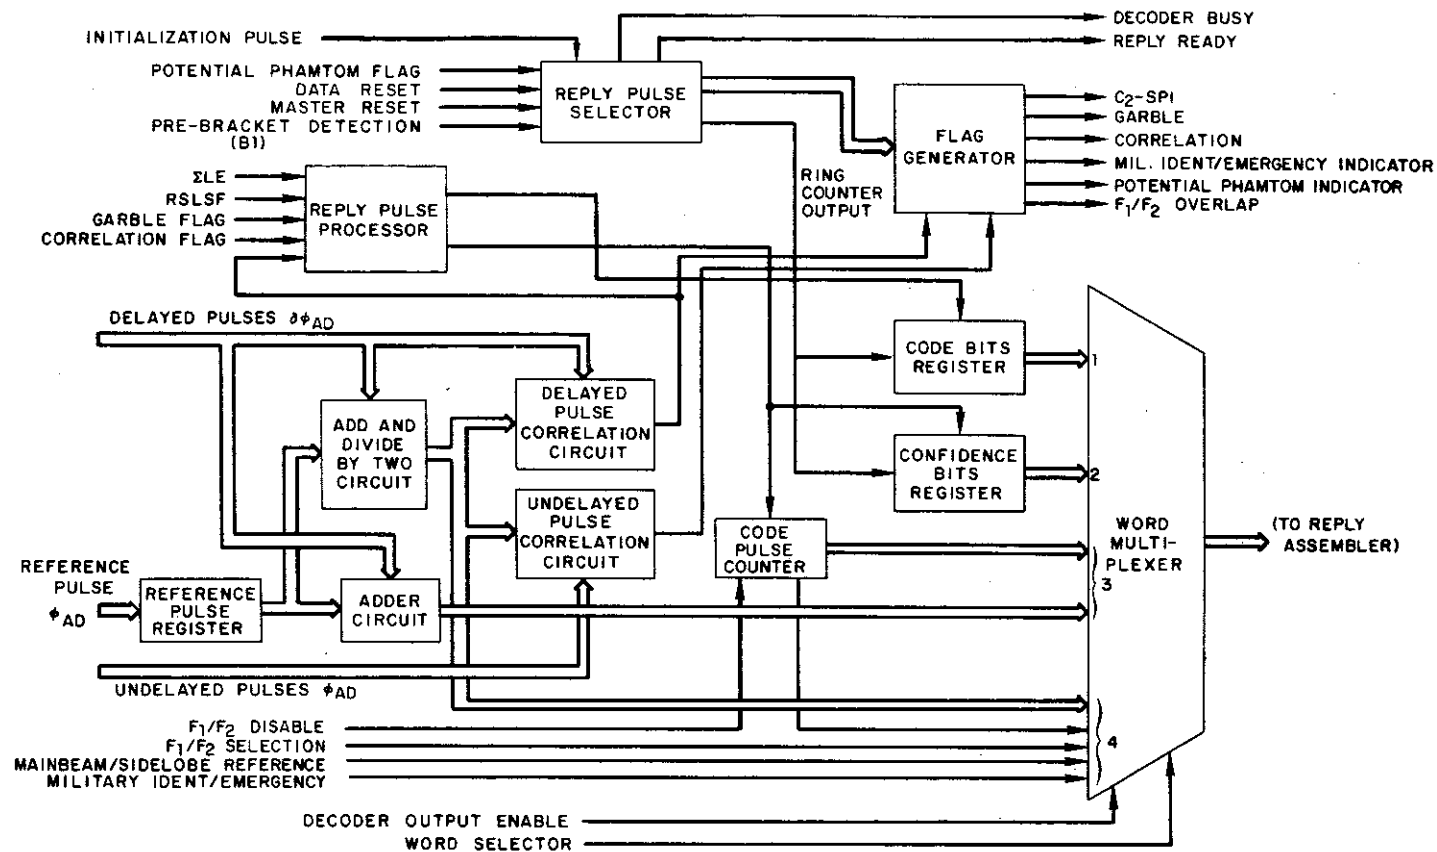 DECODER BUSY
INITIALIZATION PULSE
REPLY READY
POTENTIAL PHAMTOM FLAG
DATA RESET
MASTER RESET
PRE-BRACKET DETECTION
(B1)
REPLY PULSE
SELECTOR
FLAG
GENERATOR
C2-SPI
GARBLE
CORRELATION
MIL. IDENT/EMERGENCY INDICATOR
POTENTIAL PHAMTOM INDICATOR
F1/F2 OVERLAP
RING
COUNTER
OUTPUT
ΣLE
RSLSF
GARBLE FLAG
CORRELATION FLAG
REPLY PULSE
PROCESSOR
DELAYED PULSES ∂ϕAD
CODE BITS
REGISTER
1
DELAYED
PULSE
CORRELATION
CIRCUIT
ADD AND
DIVIDE
BY TWO
CIRCUIT
CONFIDENCE
BITS
REGISTER
2
UNDELAYED
PULSE
CORRELATION
CIRCUIT
CODE
PULSE
COUNTER
WORD
MULTI-
PLEXER
(TO REPLY
ASSEMBLER)
3
REFERENCE
PULSE
ϕAD
REFERENCE
PULSE
REGISTER
ADDER
CIRCUIT
UNDELAYED PULSES ϕAD
F1/F2 DISABLE
F1/F2 SELECTION
MAINBEAM/SIDELOBE REFERENCE
MILITARY IDENT/EMERGENCY
4
DECODER OUTPUT ENABLE
WORD SELECTOR